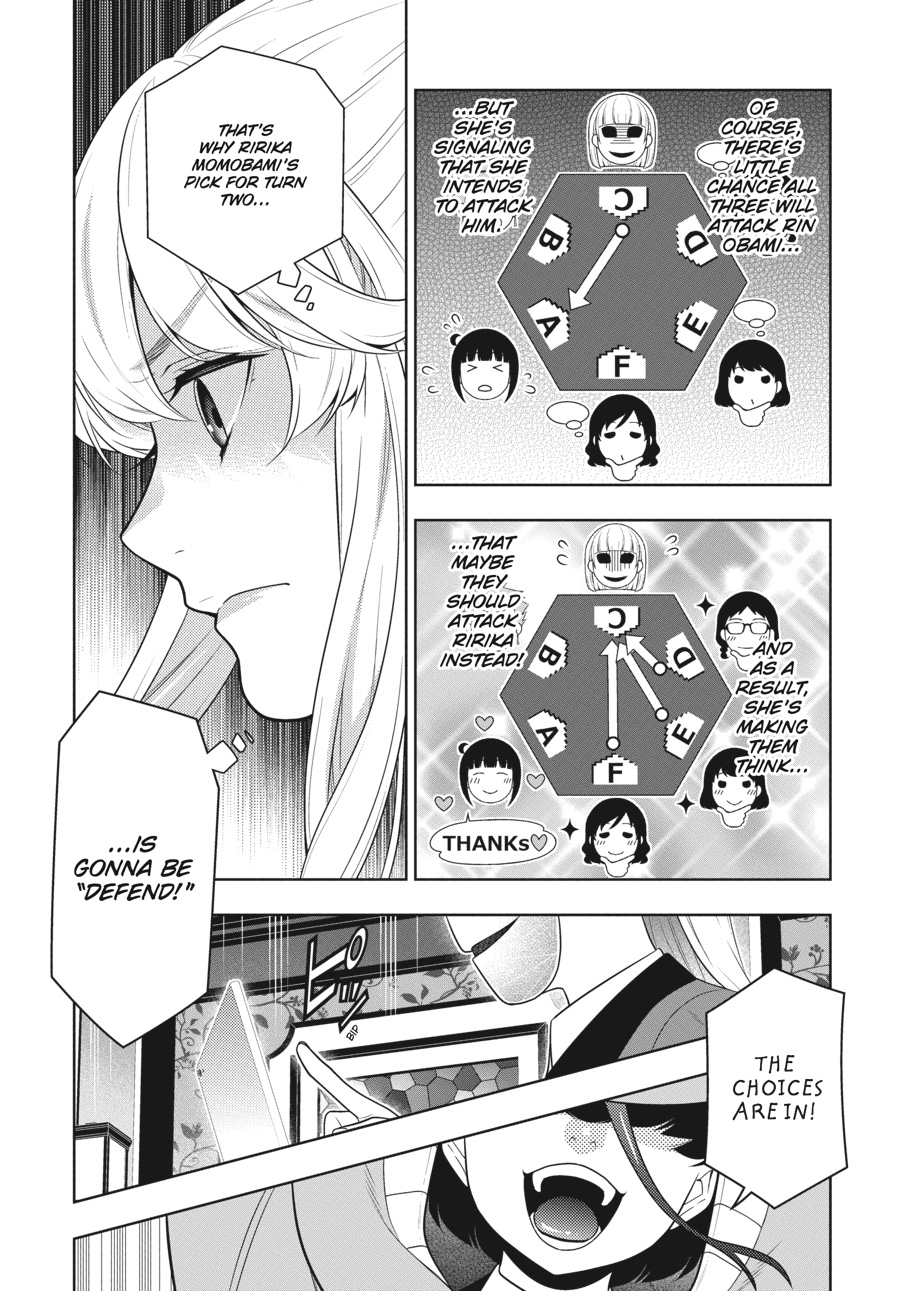 OF
COURSE,
THERE'S
LITTLE
CHANCE ALL
THREE WILL
ATTACK RIN
OBAMI...
...BUT
SHE'S
SIGNALING
THAT SHE
INTENDS
TO ATTACK
HIM.
C
B
D
A
E
F
AND
AS A
RESULT,
SHE'S
MAKING
THEM
THINK...
...THAT
MAYBE
THEY
SHOULD
ATTACK
RIRIKA
INSTEAD!
C
B
D
A
E
F
THANKs
THAT'S
WHY RIRIKA
MOMOBAMI'S
PICK FOR TURN
TWO...
...IS
GONNA BE
"DEFEND!"
ピッ
BIP
THE
CHOICES
ARE IN!